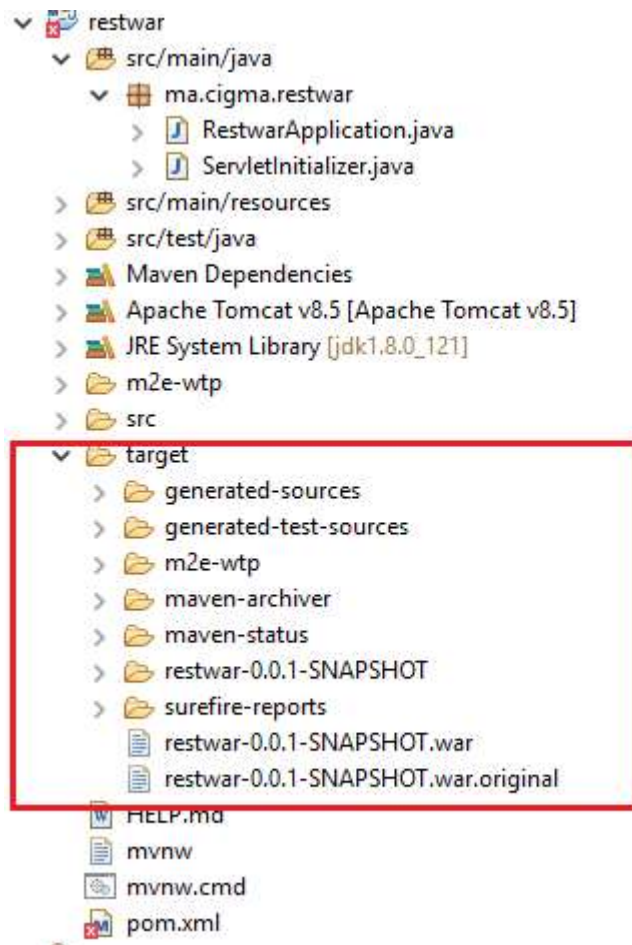 restwar
src/main/java
ma.cigma.restwar
RestwarApplication.java
ServletInitializer.java
src/main/resources
src/test/java
Maven Dependencies
Apache Tomcat v8.5 [Apache Tomcat v8.5]
JRE System Library [jdk1.8.0_121]
m2e-wtp
src
target
generated-sources
generated-test-sources
m2e-wtp
maven-archiver
maven-status
restwar-0.0.1-SNAPSHOT
surefire-reports
restwar-0.0.1-SNAPSHOT.war
restwar-0.0.1-SNAPSHOT.war.original
HELP.md
mvnw
mvnw.cmd
pom.xml